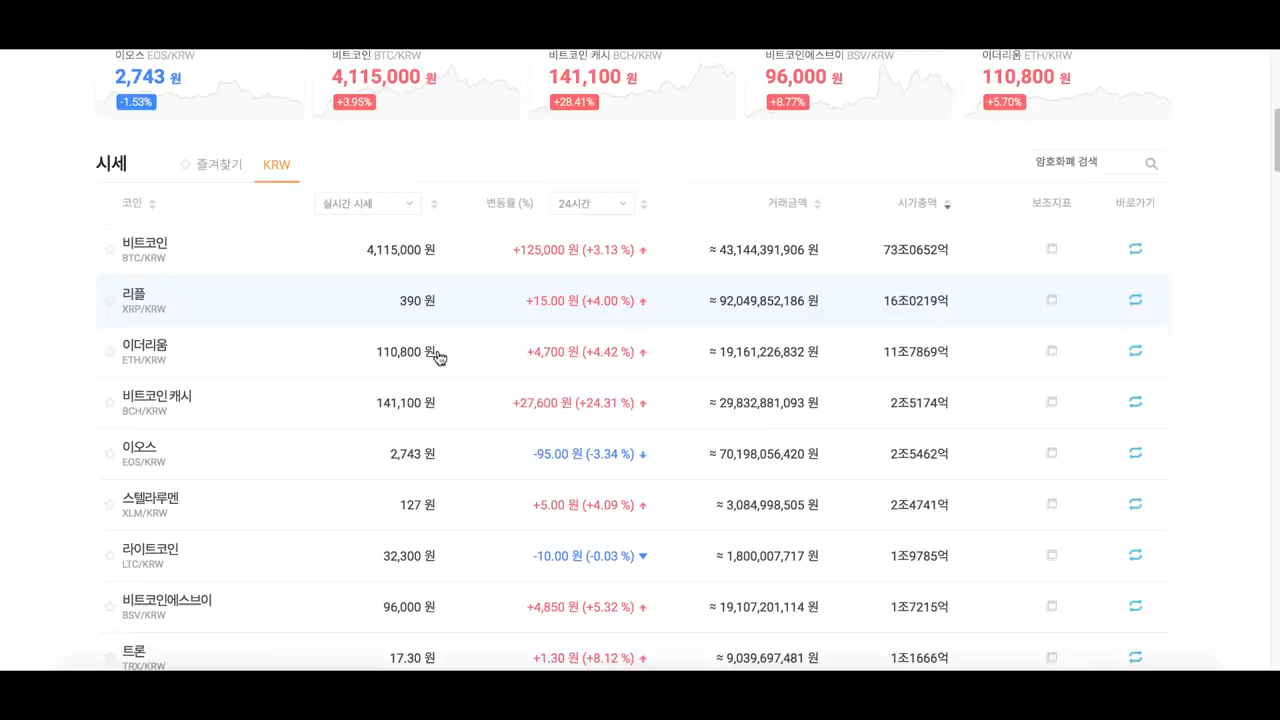 이오스 EOS/KRW
비트코인 BTC/KRW
비트코인 캐시 BCH/KRW
비트코인에스브이 BSV/KRW
이더리움 ETH/KRW
2,743 원
4,115,000 원
141,100 원
96,000 원
110,800 원
-1.53%
+3.95%
+28.41%
+8.77%
+5.70%
시세
즐겨찾기
KRW
암호화폐 검색
코인
실시간 시세
변동률 (%)
24시간
거래금액
시가총액
보조지표
바로가기
비트코인
BTC/KRW
4,115,000 원
+125,000 원 (+3.13 %)
≈ 43,144,391,906 원
73조0652억
리플
XRP/KRW
390 원
+15.00 원 (+4.00 %)
≈ 92,049,852,186 원
16조0219억
이더리움
ETH/KRW
110,800 원
+4,700 원 (+4.42 %)
≈ 19,161,226,832 원
11조7869억
비트코인 캐시
BCH/KRW
141,100 원
+27,600 원 (+24.31 %)
≈ 29,832,881,093 원
2조5174억
이오스
EOS/KRW
2,743 원
-95.00 원 (-3.34 %)
≈ 70,198,056,420 원
2조5462억
스텔라루멘
XLM/KRW
127 원
+5.00 원 (+4.09 %)
≈ 3,084,998,505 원
2조4741억
라이트코인
LTC/KRW
32,300 원
-10.00 원 (-0.03 %)
≈ 1,800,007,717 원
1조9785억
비트코인에스브이
BSV/KRW
96,000 원
+4,850 원 (+5.32 %)
≈ 19,107,201,114 원
1조7215억
트론
TRX/KRW
17.30 원
+1.30 원 (+8.12 %)
≈ 9,039,697,481 원
1조1666억